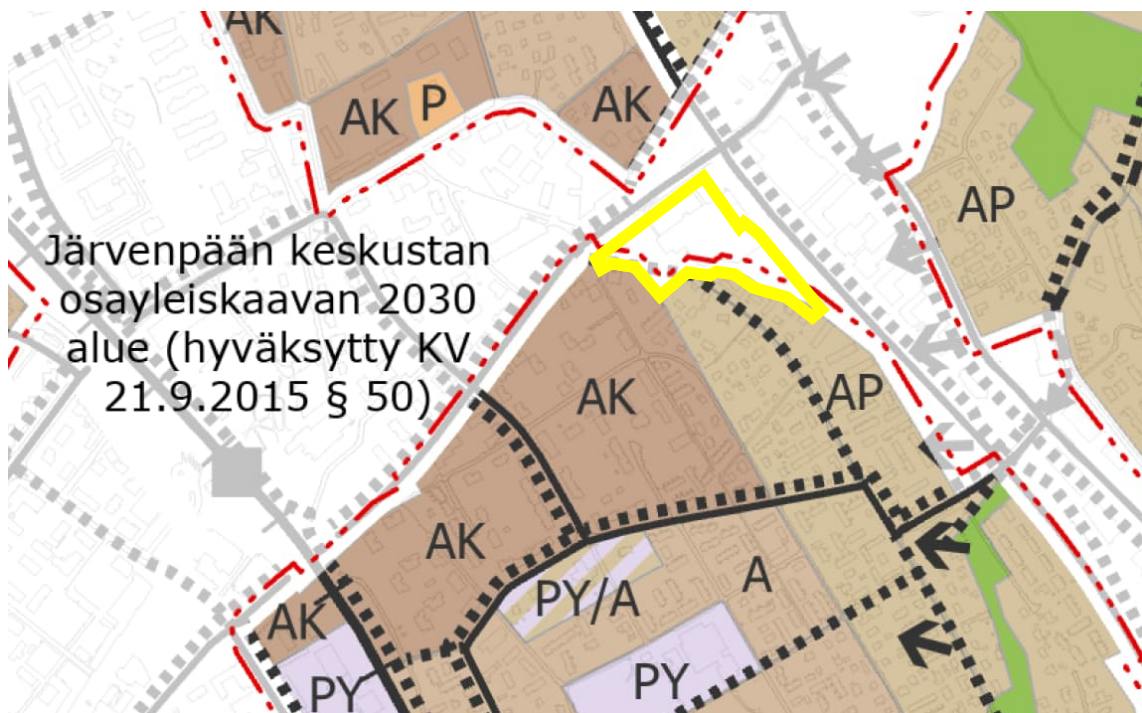 AK
AK
P
AK
AP
Järvenpään keskustan
osayleiskaavan 2030
alue (hyväksytty KV
21.9.2015 § 50)
AK
AP
AK
A
PY/A
AK
PY
PY